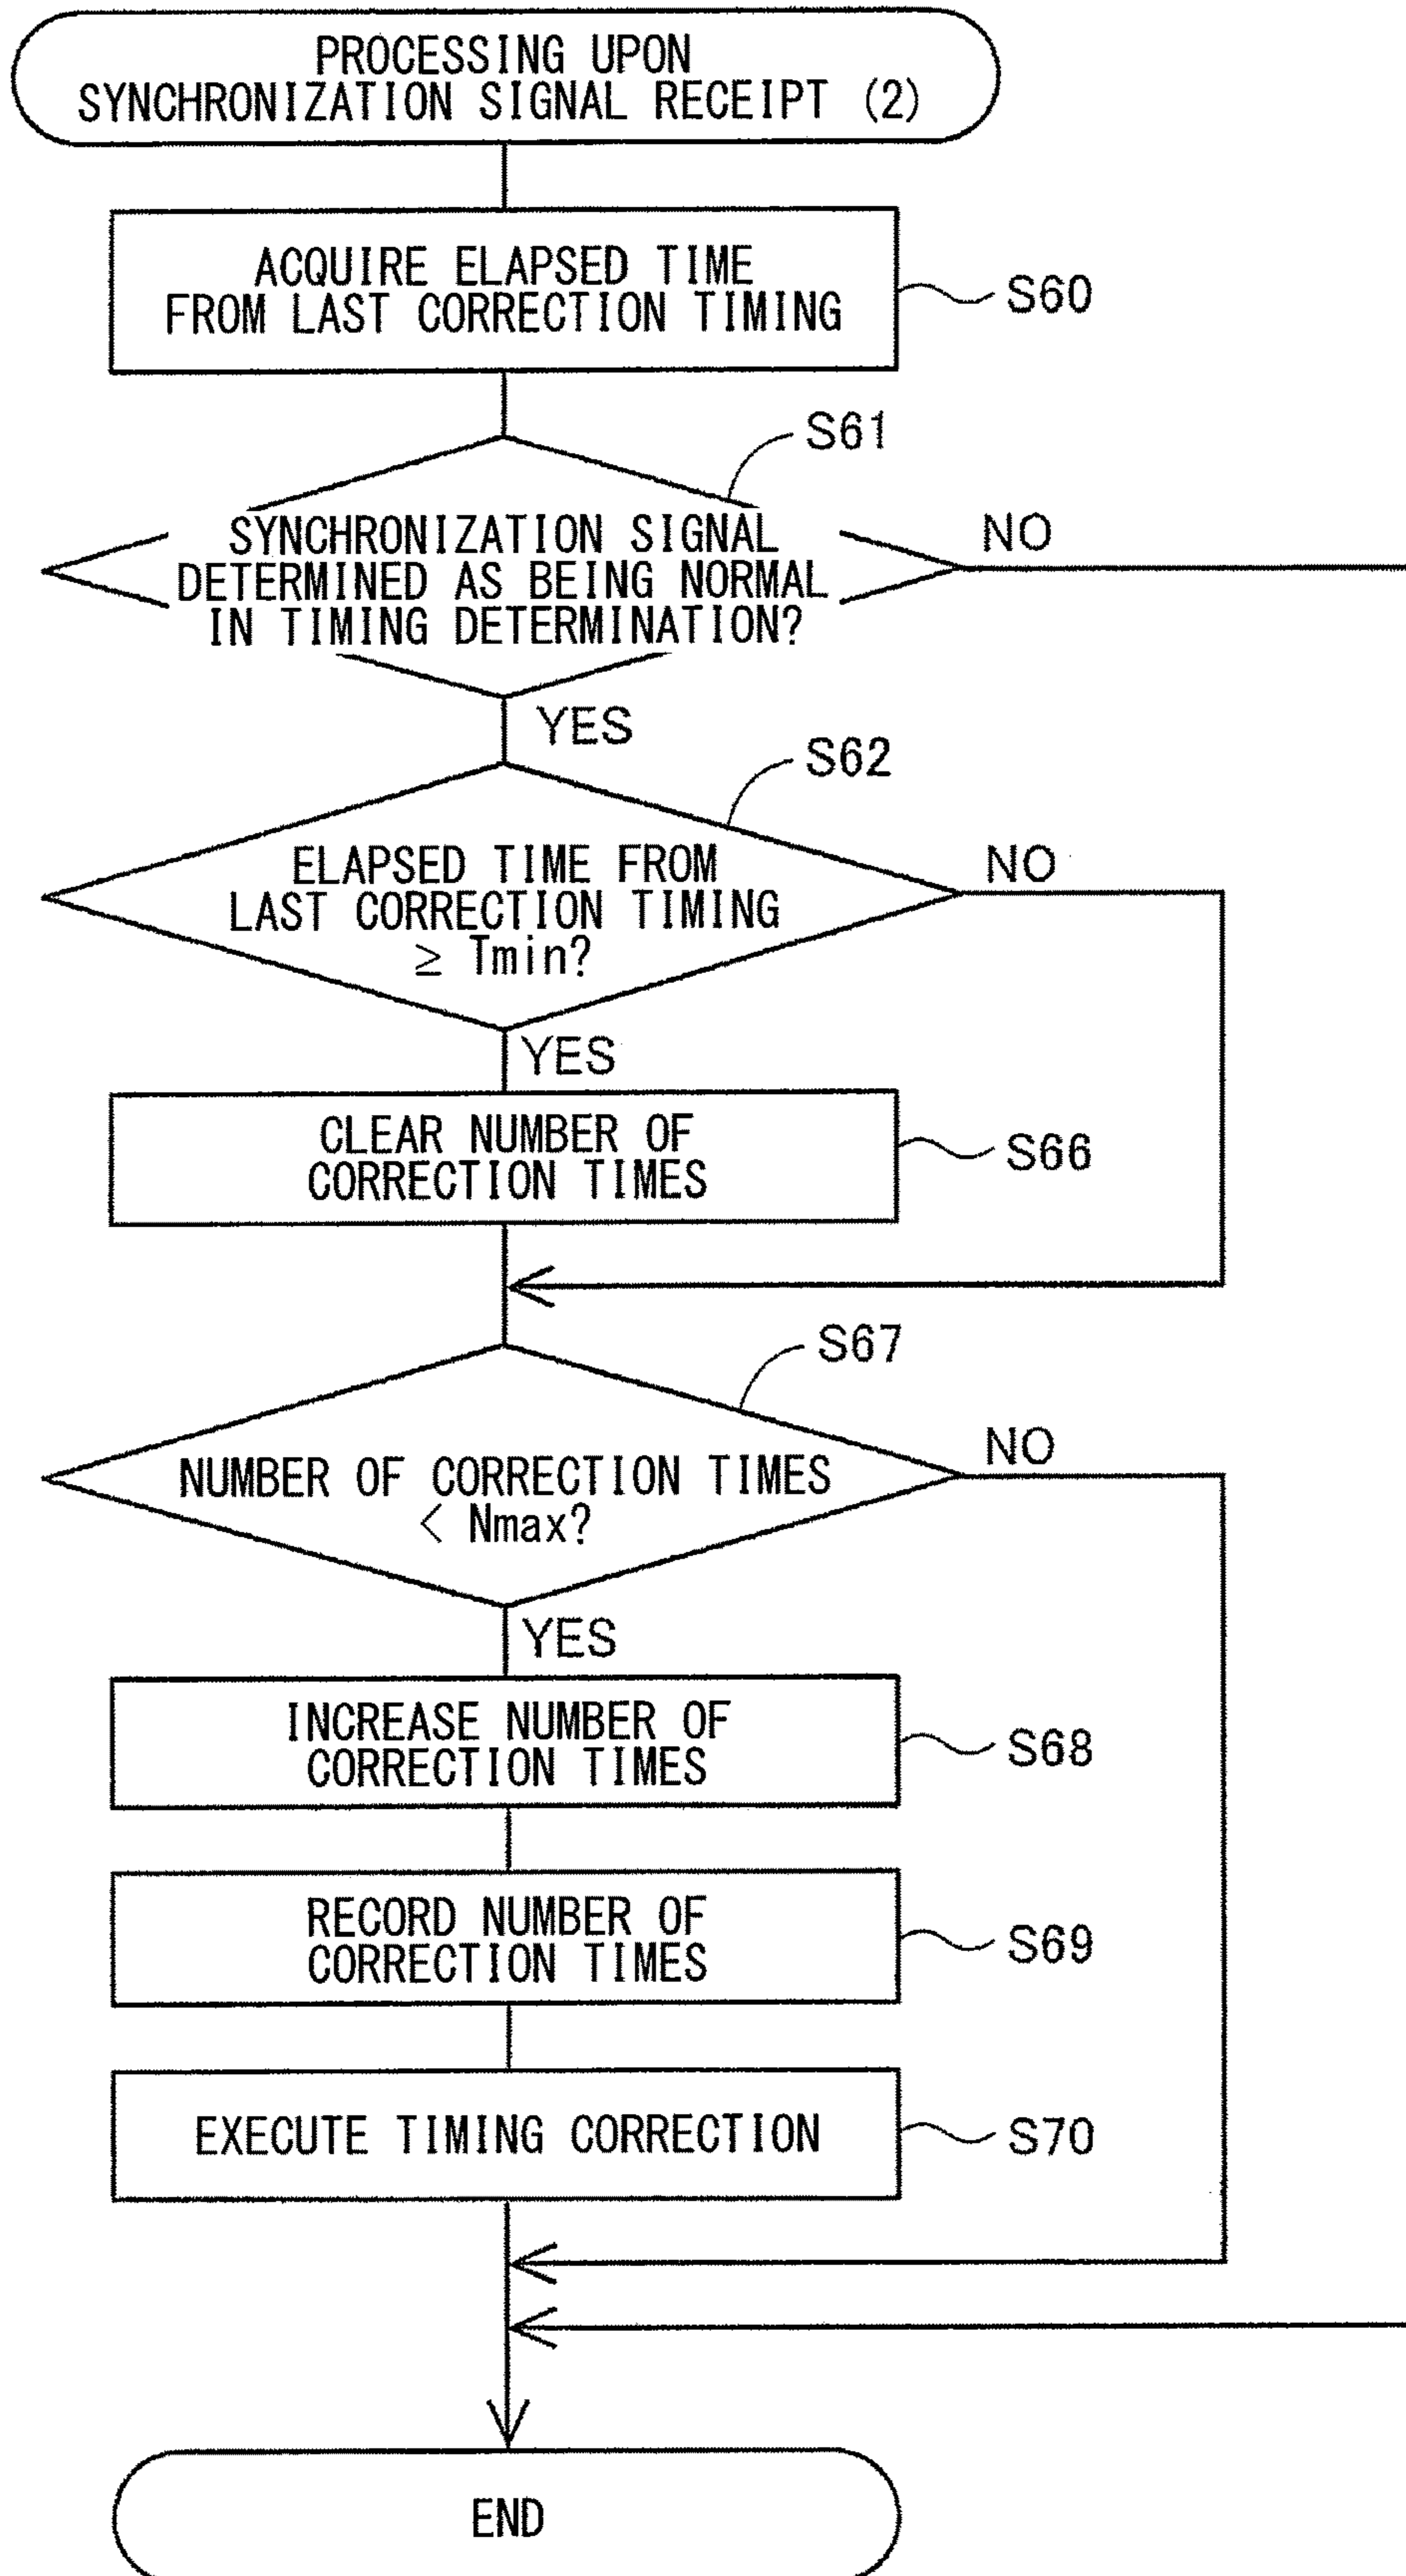 PROCESSING UPON
SYNCHRONIZATION SIGNAL RECEIPT (2)
ACQUIRE ELAPSED TIME
FROM LAST CORRECTION TIMING
S60
S61
SYNCHRONIZATION SIGNAL
DETERMINED AS BEING NORMAL
IN TIMING DETERMINATION?
NO
YES
S62
ELAPSED TIME FROM
LAST CORRECTION TIMING
≥ Tmin?
NO
YES
CLEAR NUMBER OF
CORRECTION TIMES
S66
S67
NUMBER OF CORRECTION TIMES
< Nmax?
NO
YES
INCREASE NUMBER OF
CORRECTION TIMES
S68
RECORD NUMBER OF
CORRECTION TIMES
S69
EXECUTE TIMING CORRECTION
S70
END